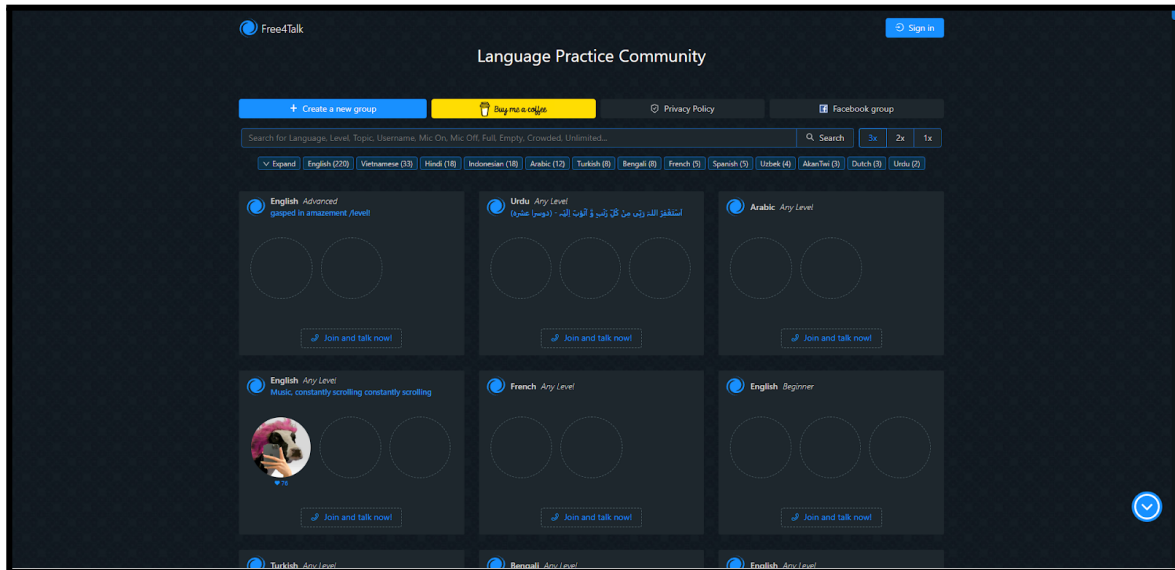 Free4Talk
Sign in
Language Practice Community
+ Create a new group
Buy me a coffee
Privacy Policy
Facebook group
Search for Language, Level, Topic, Username, Mic On, Mic Off, Full, Empty, Crowded, Unlimited...
Search
3x 2x 1x
Expand English (220) Vietnamese (33) Hindi (18) Indonesian (18) Arabic (12) Turkish (8) Bengali (8) French (5) Spanish (5) Uzbek (4) AkanTwi (3) Dutch (3) Urdu (2)
English Advanced
gasped in amazement /level!
Join and talk now!
Urdu Any Level
اَسْتَغْفِرُ اللہَ رَبِّی مِنْ کُلِّ ذَنْبٍ وَّ اَتُوْبُ اِلَیْہِ - (دوسرا عشرہ)
Join and talk now!
Arabic Any Level
Join and talk now!
English Any Level
Music, constantly scrolling constantly scrolling
76
Join and talk now!
French Any Level
Join and talk now!
English Beginner
Join and talk now!
Turkish Any Level
Bengali Any Level
English Any Level